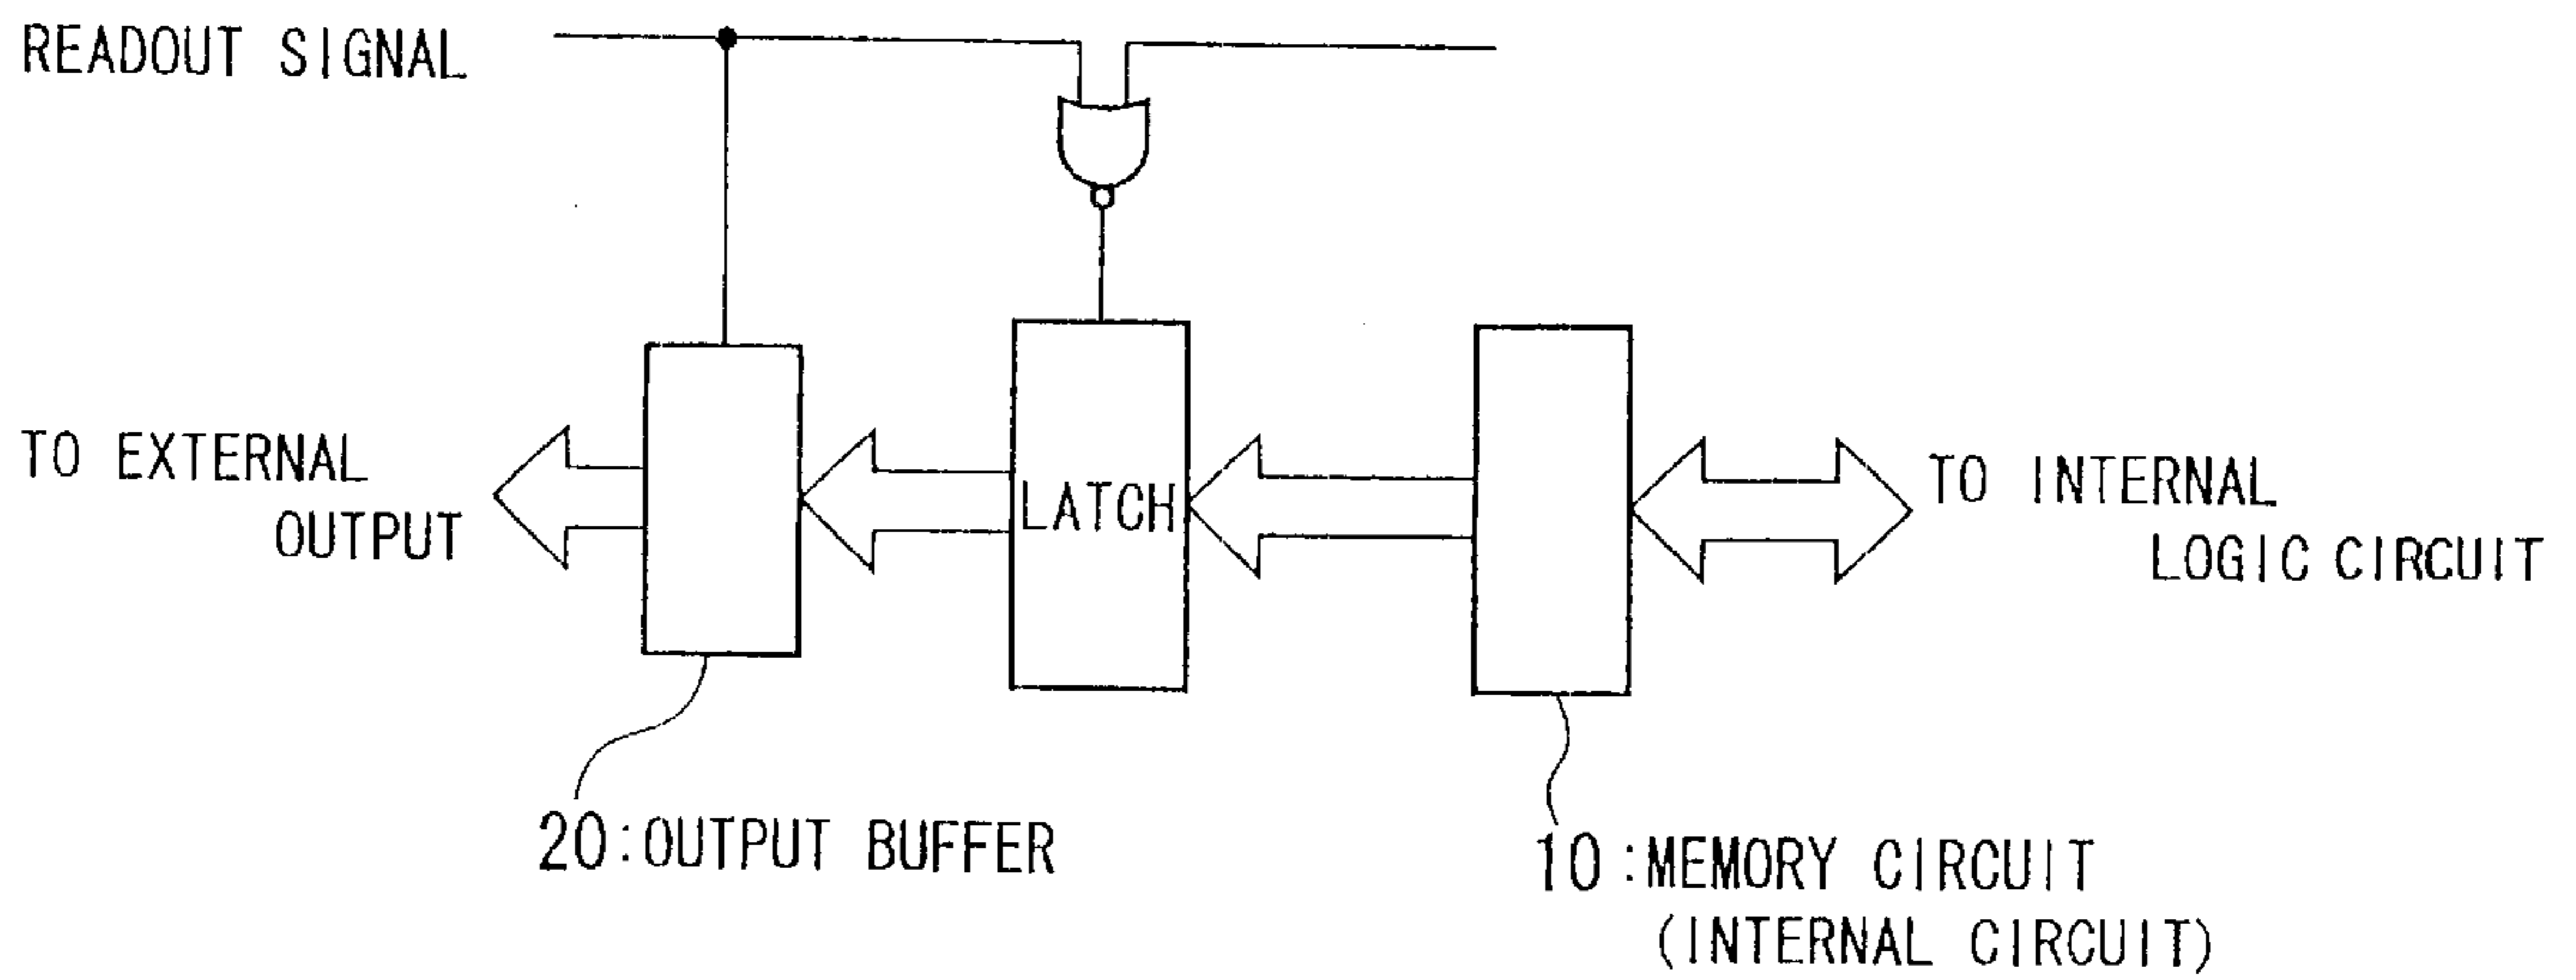 READOUT SIGNAL
TO EXTERNAL
OUTPUT
LATCH
TO INTERNAL
LOGIC CIRCUIT
20:OUTPUT BUFFER
10:MEMORY CIRCUIT
(INTERNAL CIRCUIT)